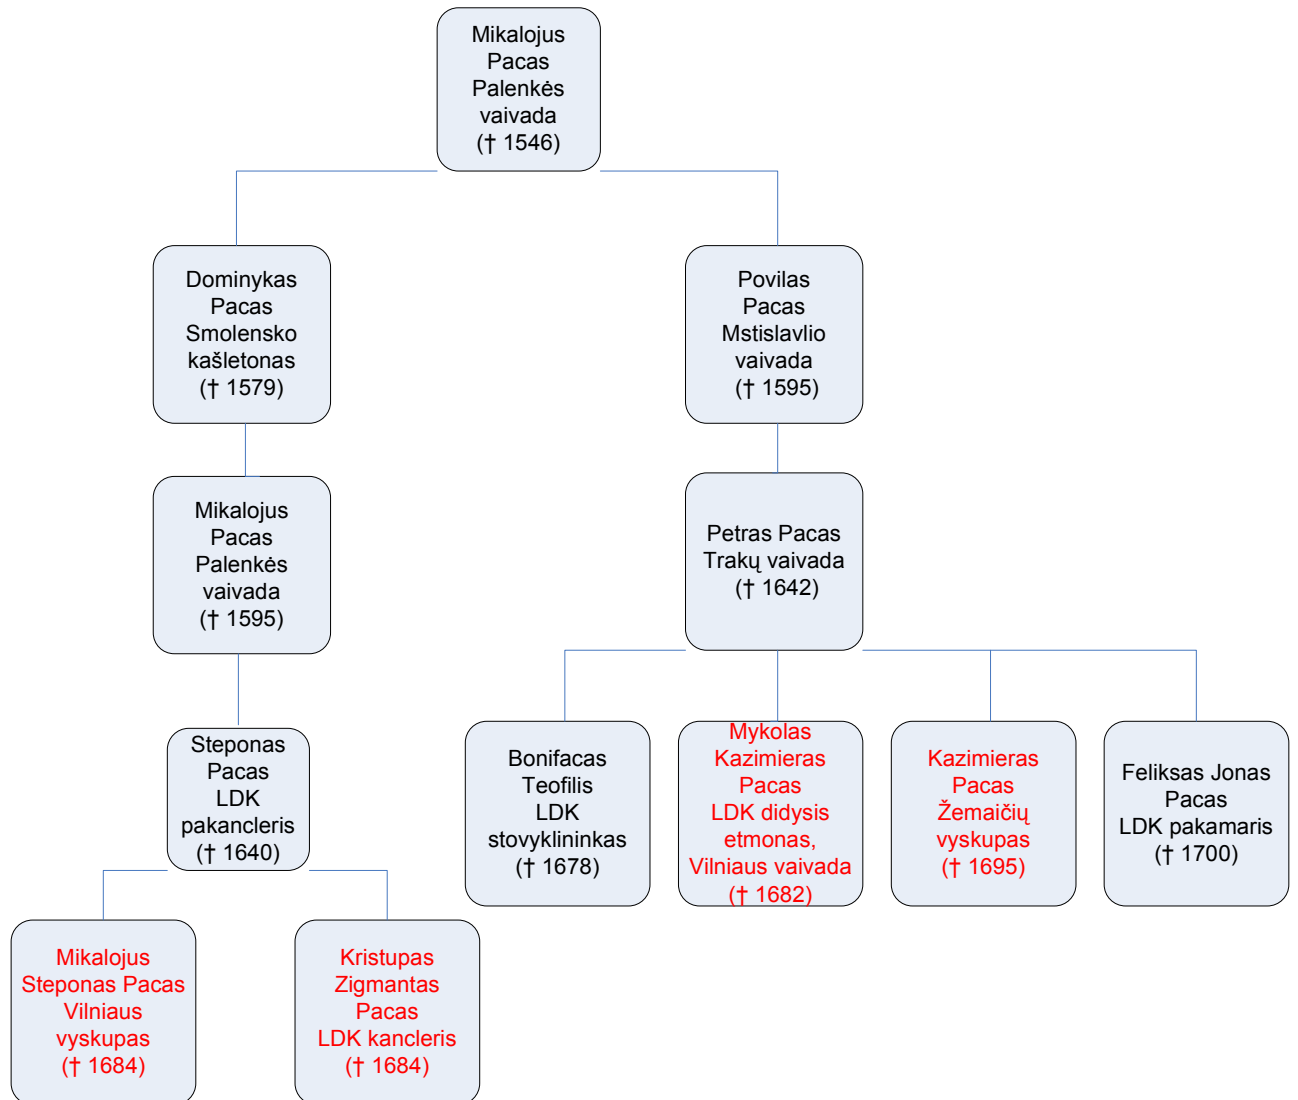 Mikalojus
Pacas
Palenkės
vaivada
(† 1546)
Dominykas
Pacas
Smolensko
kašletonas
(† 1579)
Povilas
Pacas
Mstislavlio
vaivada
(† 1595)
Mikalojus
Pacas
Palenkės
vaivada
(† 1595)
Petras Pacas
Trakų vaivada
(† 1642)
Steponas
Pacas
LDK
pakancleris
(† 1640)
Bonifacas
Teofilis
LDK
stovyklininkas
(† 1678)
Mykolas
Kazimieras
Pacas
LDK didysis
etmonas,
Vilniaus vaivada
(† 1682)
Kazimieras
Pacas
Žemaičių
vyskupas
(† 1695)
Feliksas Jonas
Pacas
LDK pakamaris
(† 1700)
Mikalojus
Steponas Pacas
Vilniaus
vyskupas
(† 1684)
Kristupas
Zigmantas
Pacas
LDK kancleris
(† 1684)